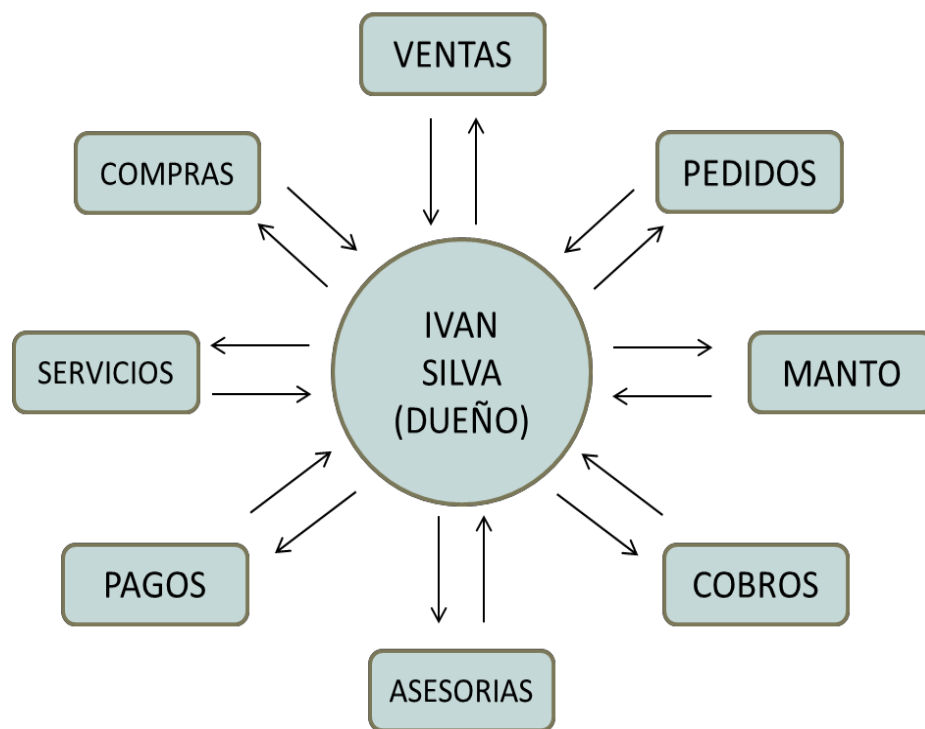 VENTAS
COMPRAS
PEDIDOS
IVAN
SILVA
(DUEÑO)
SERVICIOS
MANTO
PAGOS
COBROS
ASESORIAS